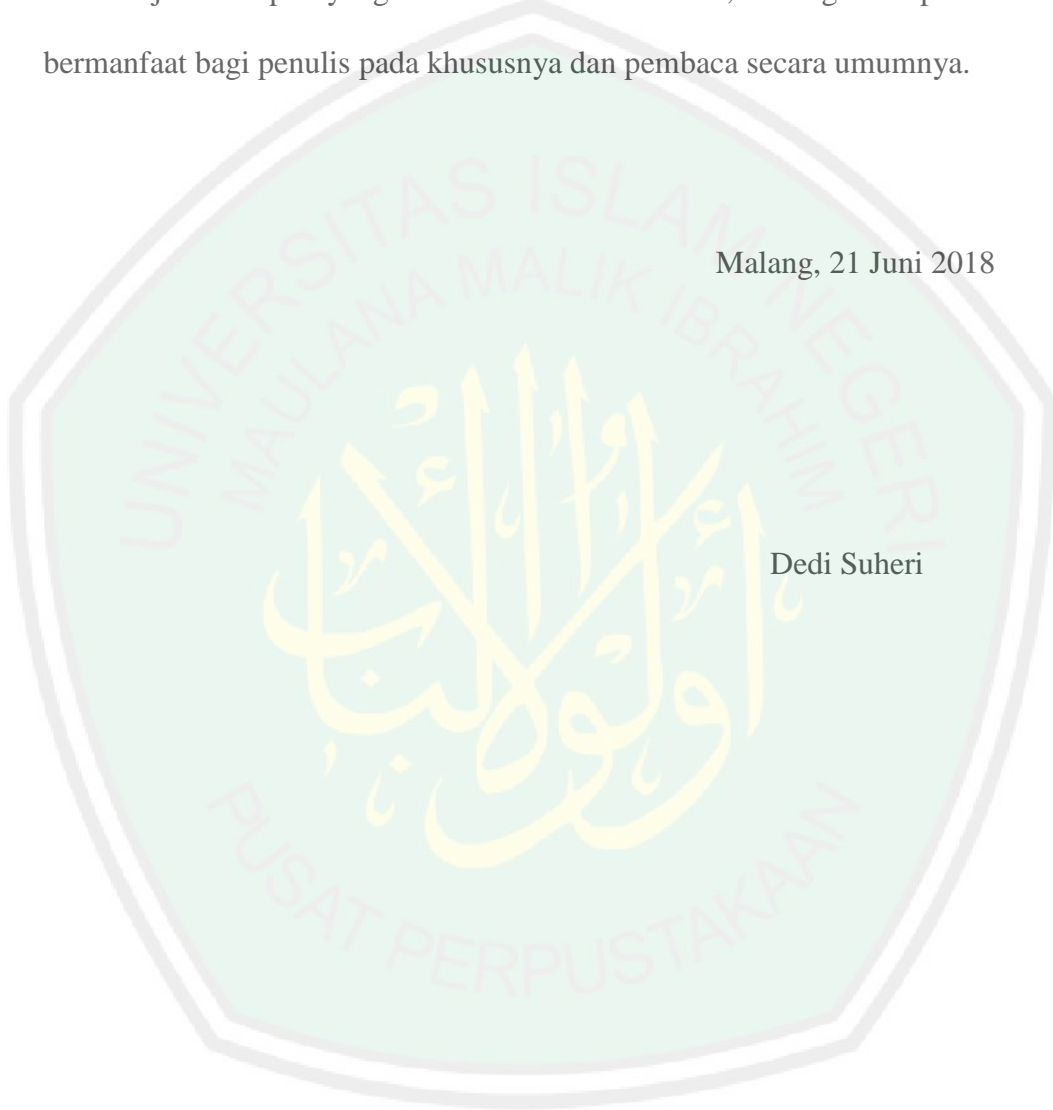 bermanfaat bagi penulis pada khususnya dan pembaca secara umumnya.
Malang, 21 Juni 2018
Dedi Suheri
UNIVERSITAS ISLAM NEGERI
MAULANA MALIK IBRAHIM
PUSAT PERPUSTAKAAN